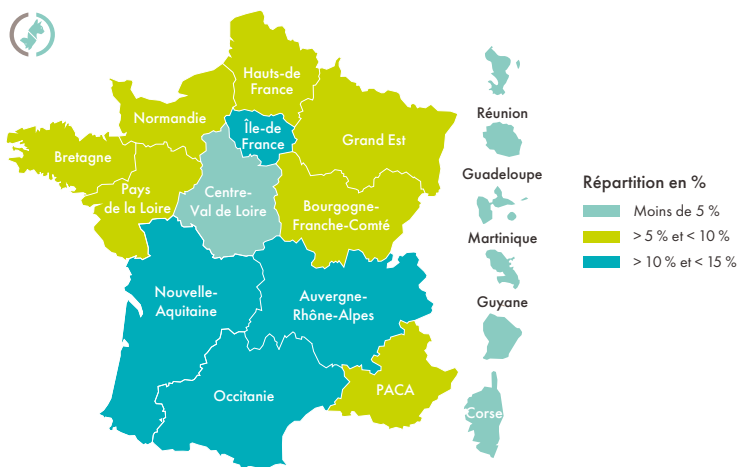 Hauts-de
France
Normandie
Île-de
France
Grand Est
Bretagne
Pays
de la Loire
Centre-
Val de Loire
Bourgogne-
Franche-Comté
Nouvelle-
Aquitaine
Auvergne-
Rhône-Alpes
Occitanie
PACA
Réunion
Guadeloupe
Martinique
Guyane
Corse
Répartition en %
Moins de 5 %
> 5 % et < 10 %
> 10 % et < 15 %